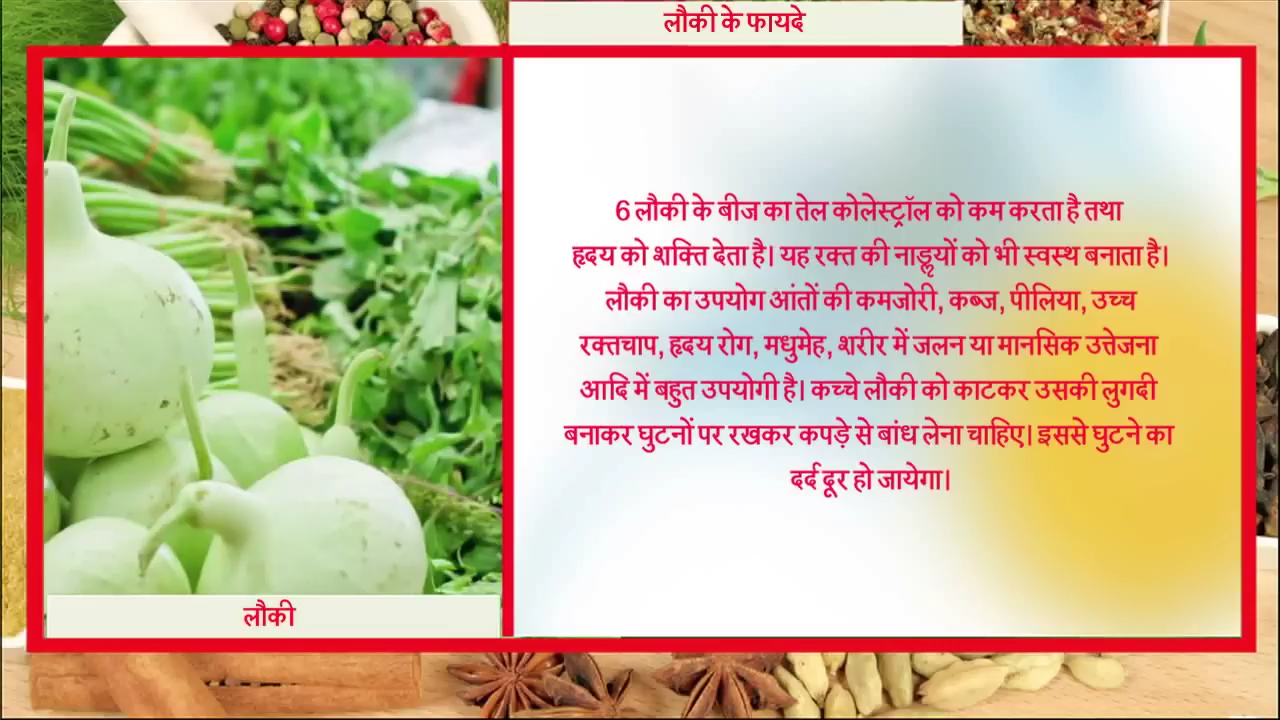 लौकी के फायदे
6 लौकी के बीज का तेल कोलेस्ट्रॉल को कम करता है तथा
हृदय को शक्ति देता है। यह रक्त की नाड़ूयों को भी स्वस्थ बनाता है।
लौकी का उपयोग आंतों की कमजोरी, कब्ज, पीलिया, उच्च
रक्तचाप, हृदय रोग, मधुमेह, शरीर में जलन या मानसिक उत्तेजना
आदि में बहुत उपयोगी है। कच्चे लौकी को काटकर उसकी लुगदी
बनाकर घुटनों पर रखकर कपड़े से बांध लेना चाहिए। इससे घुटने का
दर्द दूर हो जायेगा।
लौकी